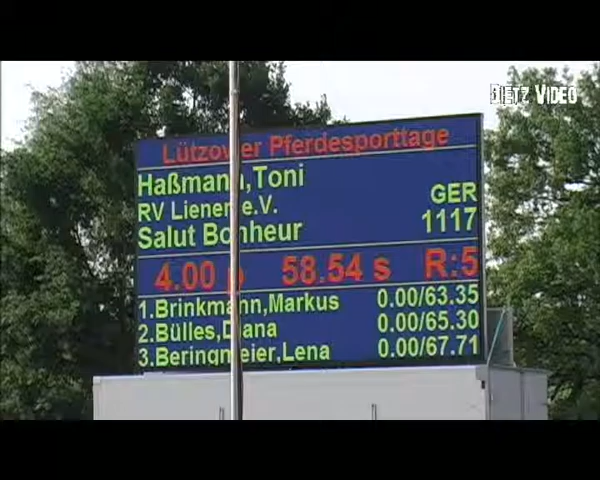 DIETZ VIDEO
Lützower Pferdesporttage
Haßmann,Toni
RV Lienen e.V. GER
Salut Bonheur 1117
4.00 p 58.54 s R:5
1.Brinkmann,Markus 0.00/63.35
2.Bülles,Diana 0.00/65.30
3.Beringmeier,Lena 0.00/67.71